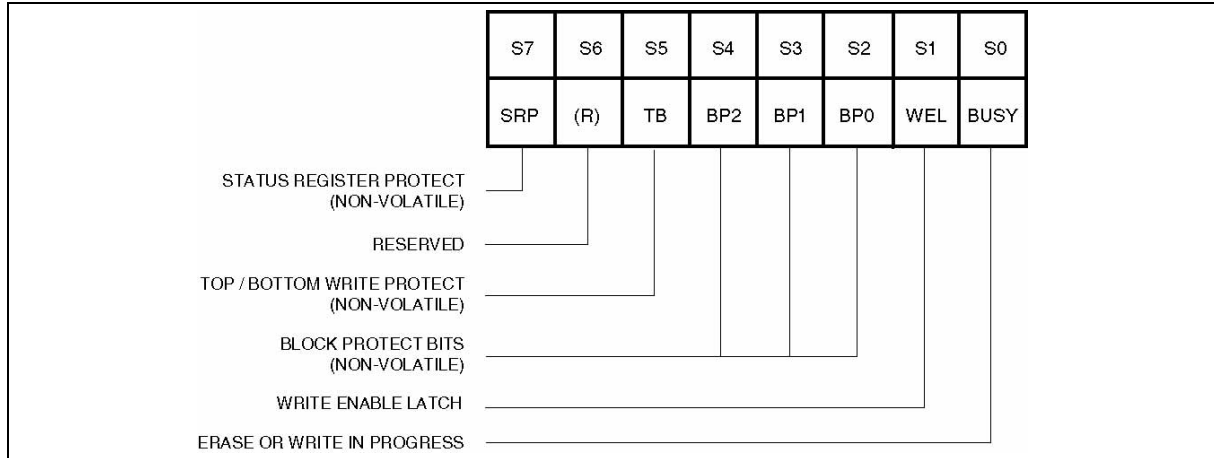 S7 S6 S5 S4 S3 S2 S1 S0
SRP (R) TB BP2 BP1 BP0 WEL BUSY
STATUS REGISTER PROTECT
(NON-VOLATILE)
RESERVED
TOP / BOTTOM WRITE PROTECT
(NON-VOLATILE)
BLOCK PROTECT BITS
(NON-VOLATILE)
WRITE ENABLE LATCH
ERASE OR WRITE IN PROGRESS